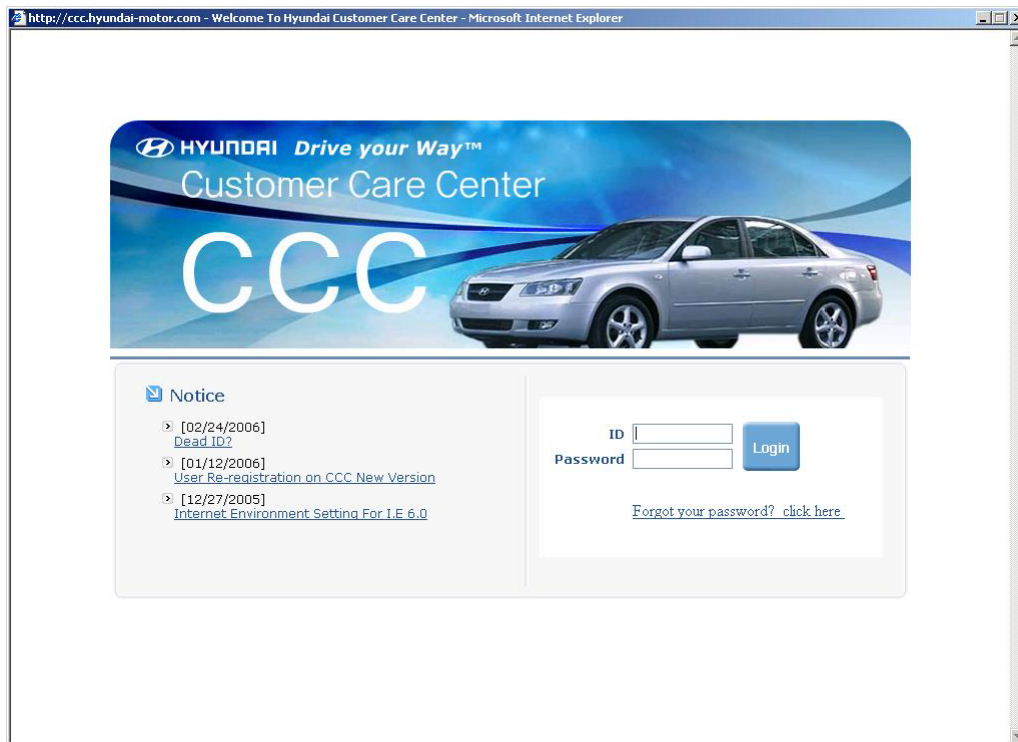 http://ccc.hyundai-motor.com - Welcome To Hyundai Customer Care Center - Microsoft Internet Explorer
HYUNDAI Drive your Way™
Customer Care Center
CCC
Notice
[02/24/2006]
Dead ID?
[01/12/2006]
User Re-registration on CCC New Version
[12/27/2005]
Internet Environment Setting For I.E 6.0
ID
Password
Login
Forgot your password? click here